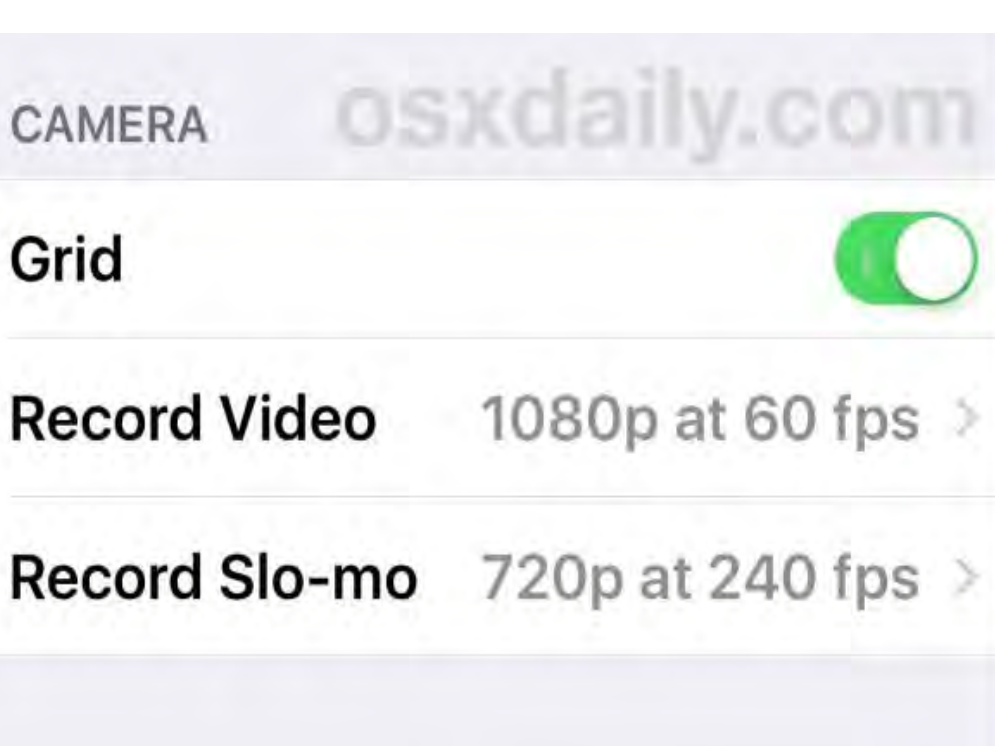 CAMERA osxdaily.com
Grid
Record Video 1080p at 60 fps >
Record Slo-mo 720p at 240 fps >